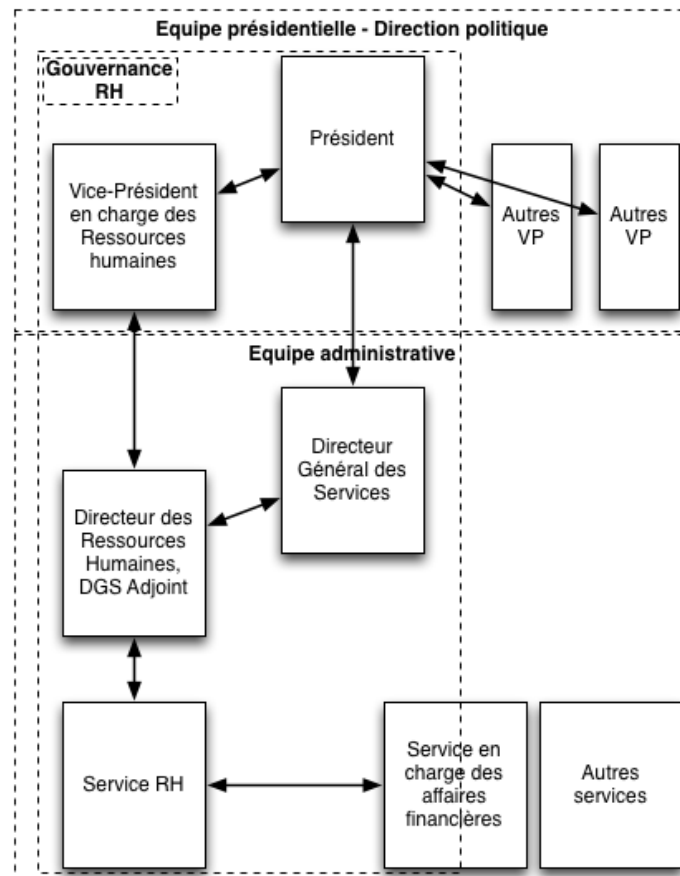 Equipe présidentielle - Direction politique
Gouvernance
RH
Président
Vice-Président
en charge des
Ressources
humaines
Autres
VP
Autres
VP
Equipe administrative
Directeur
Général des
Services
Directeur des
Ressources
Humaines,
DGS Adjoint
Service RH
Service en
charge des
affaires
financières
Autres
services